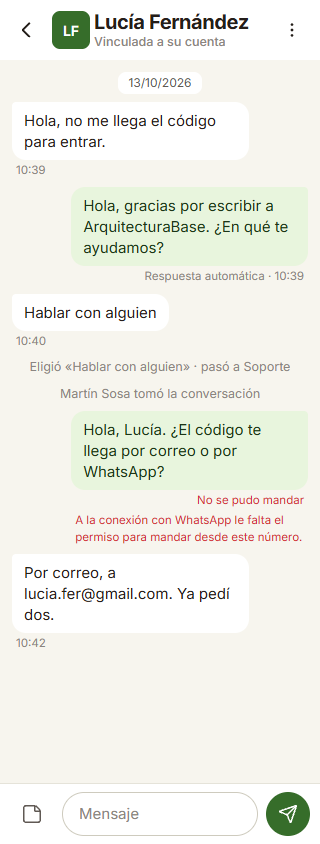 LF
Lucía Fernández
Vinculada a su cuenta
13/10/2026
Hola, no me llega el código
para entrar.
10:39
Hola, gracias por escribir a
ArquitecturaBase. ¿En qué te
ayudamos?
Respuesta automática · 10:39
Hablar con alguien
10:40
Eligió «Hablar con alguien» · pasó a Soporte
Martín Sosa tomó la conversación
Hola, Lucía. ¿El código te
llega por correo o por
WhatsApp?
No se pudo mandar
A la conexión con WhatsApp le falta el
permiso para mandar desde este número.
Por correo, a
lucia.fer@gmail.com. Ya pedí
dos.
10:42
Mensaje